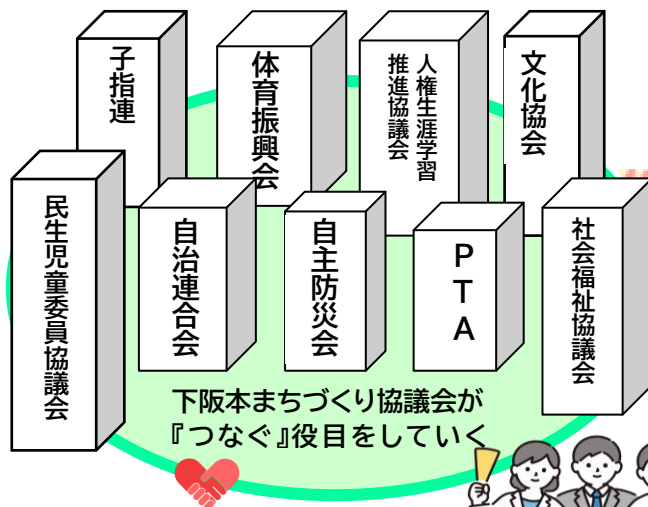 子指連
体育振興会
人権生涯学習
推進協議会
文化協会
民生児童委員協議会
自治連合会
自主防災会
PTA
社会福祉協議会
下阪本まちづくり協議会が
『つなぐ』役目をしていく